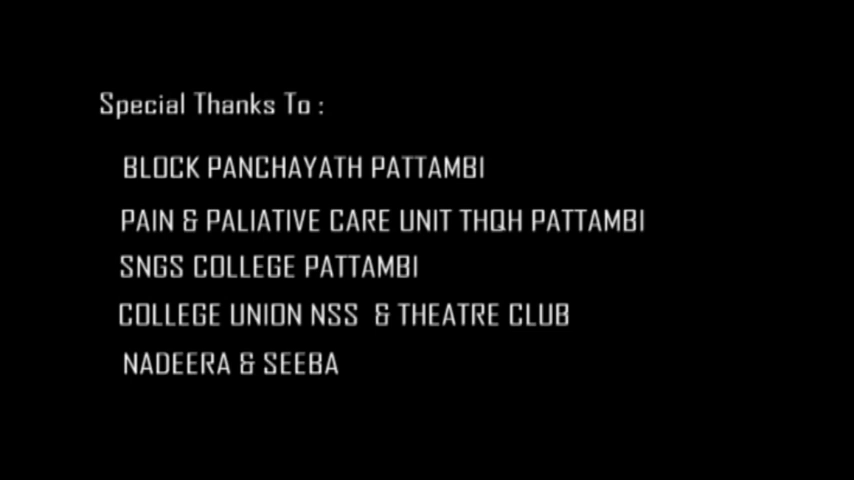 Special Thanks To :
BLOCK PANCHAYATH PATTAMBI
PAIN & PALIATIVE CARE UNIT THQH PATTAMBI
SNGS COLLEGE PATTAMBI
COLLEGE UNION NSS & THEATRE CLUB
NADEERA & SEEBA